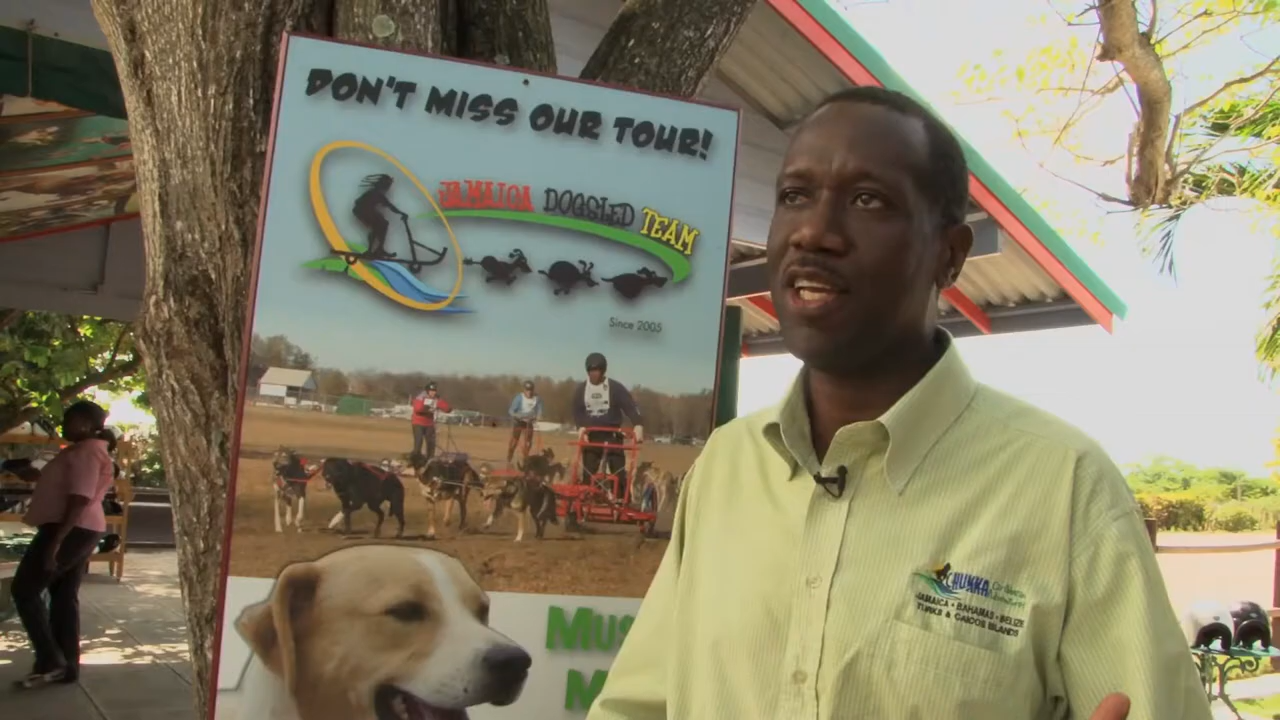 DON'T MISS OUR TOUR!
JAMAICA DOGSLED TEAM
Since 2005
CHUKKA
JAMAICA • BAHAMAS • BELIZE
TURKS & CAICOS ISLANDS